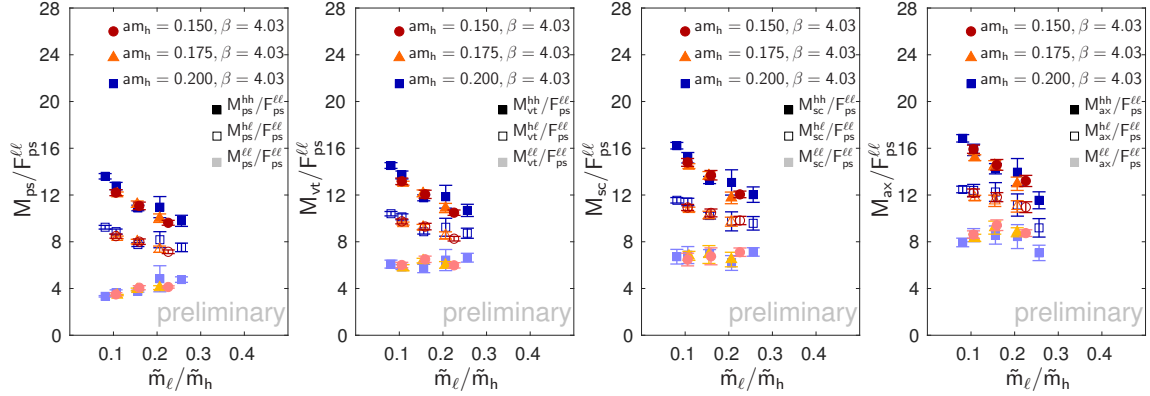 28
24
20
16
12
8
4
0
M_ps/F_ps^ℓℓ
am_h = 0.150, β = 4.03
am_h = 0.175, β = 4.03
am_h = 0.200, β = 4.03
M_ps^hh/F_ps^ℓℓ
M_ps^hℓ/F_ps^ℓℓ
M_ps^ℓℓ/F_ps^ℓℓ
preliminary
0.1 0.2 0.3 0.4
m̃_ℓ/m̃_h
28
24
20
16
12
8
4
0
M_vt/F_ps^ℓℓ
am_h = 0.150, β = 4.03
am_h = 0.175, β = 4.03
am_h = 0.200, β = 4.03
M_vt^hh/F_ps^ℓℓ
M_vt^hℓ/F_ps^ℓℓ
M_vt^ℓℓ/F_ps^ℓℓ
preliminary
0.1 0.2 0.3 0.4
m̃_ℓ/m̃_h
28
24
20
16
12
8
4
0
M_sc/F_ps^ℓℓ
am_h = 0.150, β = 4.03
am_h = 0.175, β = 4.03
am_h = 0.200, β = 4.03
M_sc^hh/F_ps^ℓℓ
M_sc^hℓ/F_ps^ℓℓ
M_sc^ℓℓ/F_ps^ℓℓ
preliminary
0.1 0.2 0.3 0.4
m̃_ℓ/m̃_h
28
24
20
16
12
8
4
0
M_ax/F_ps^ℓℓ
am_h = 0.150, β = 4.03
am_h = 0.175, β = 4.03
am_h = 0.200, β = 4.03
M_ax^hh/F_ps^ℓℓ
M_ax^hℓ/F_ps^ℓℓ
M_ax^ℓℓ/F_ps^ℓℓ
preliminary
0.1 0.2 0.3 0.4
m̃_ℓ/m̃_h